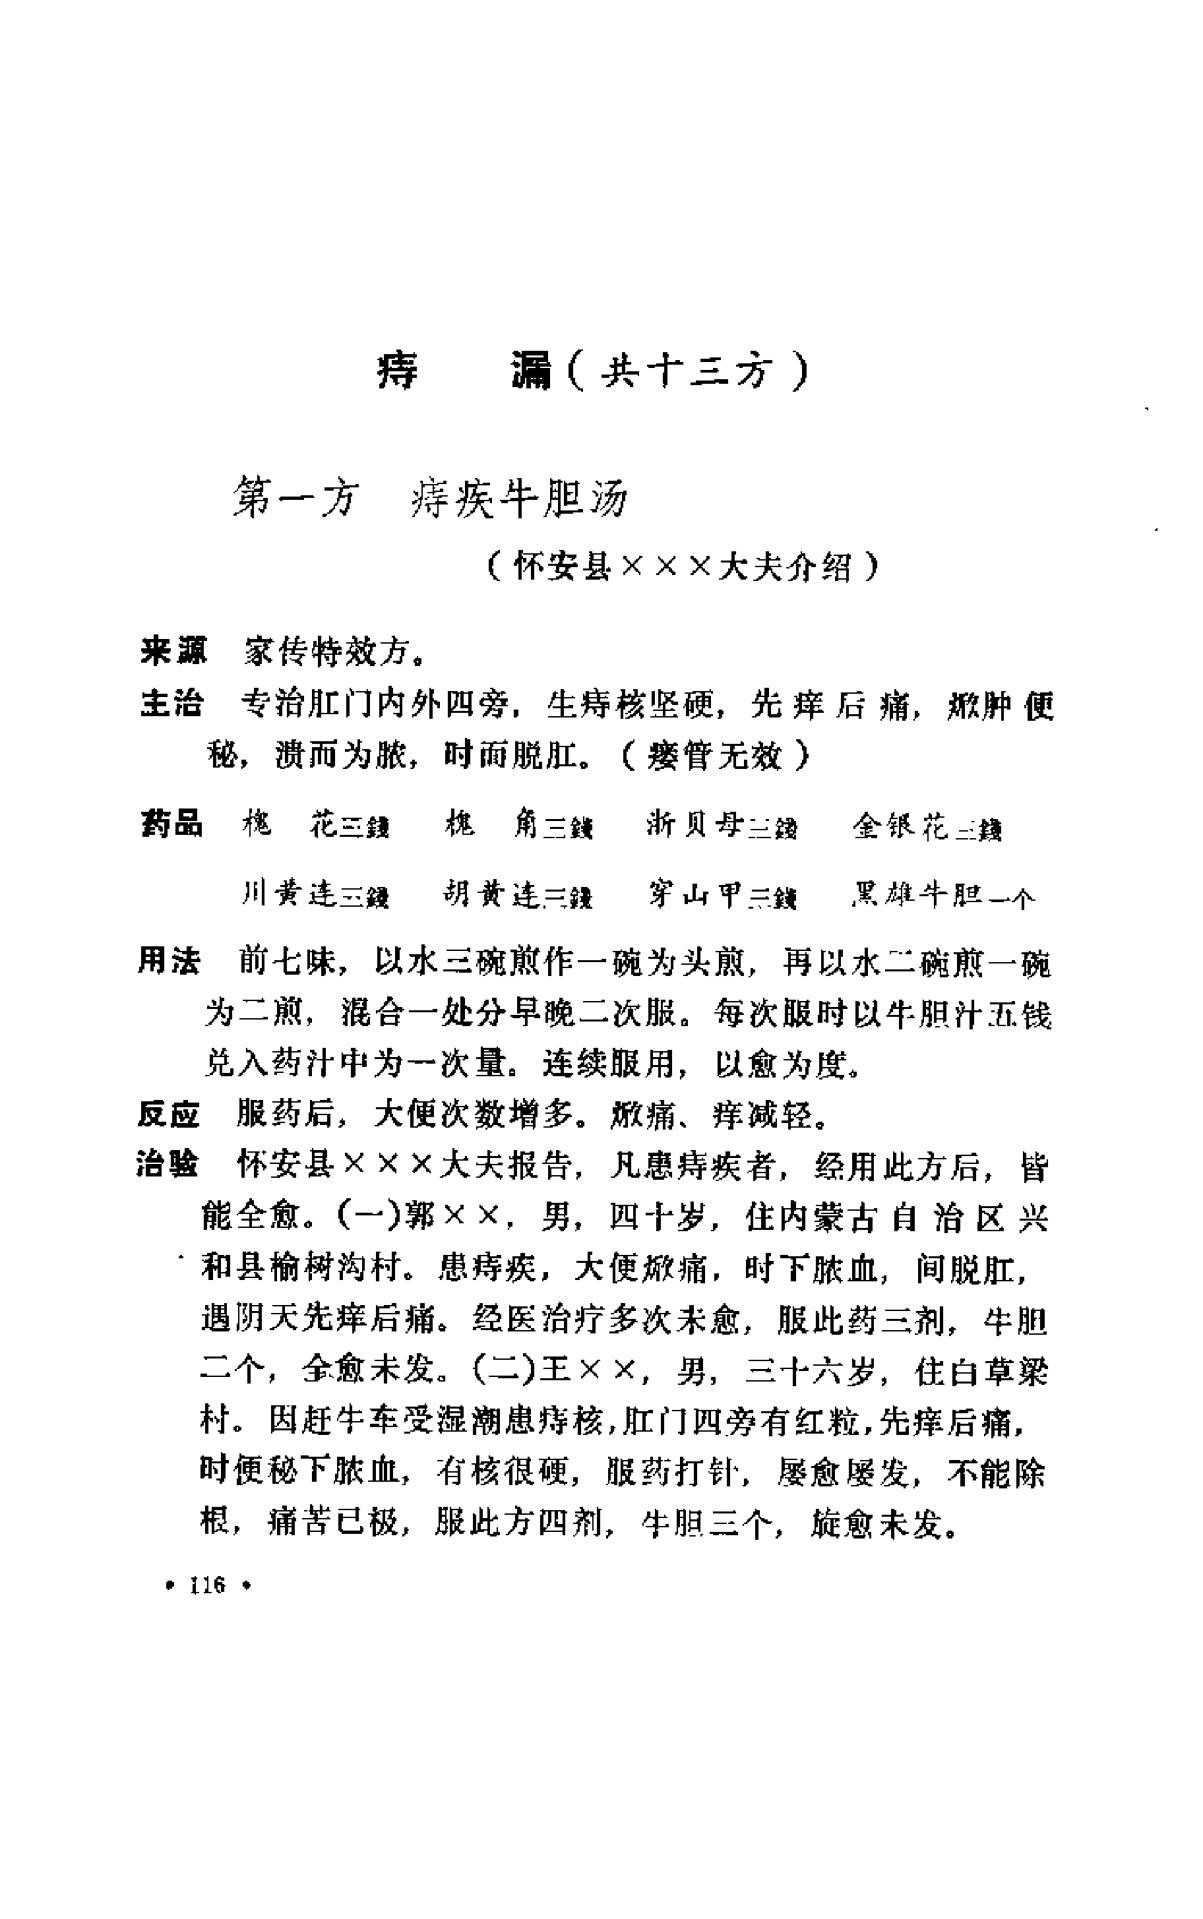 痔　　漏（共十三方）
第一方　痔疾牛胆汤
（怀安县×××大夫介绍）
来源　家传特效方。
主治　专治肛门内外四旁，生痔核坚硬，先痒后痛，焮肿便
秘，溃而为脓，时而脱肛。（瘘管无效）
药品　槐　花三錢　槐　角三錢　浙贝母三錢　金银花三錢
川黄连三錢　胡黄连三錢　穿山甲三錢　黑雄牛胆一个
用法　前七味，以水三碗煎作一碗为头煎，再以水二碗煎一碗
为二煎，混合一处分早晚二次服。每次服时以牛胆汁五钱
兑入药汁中为一次量。连续服用，以愈为度。
反应　服药后，大便次数增多。焮痛、痒减轻。
治验　怀安县×××大夫报告，凡患痔疾者，经用此方后，皆
能全愈。(一)郭××，男，四十岁，住内蒙古自治区兴
和县榆树沟村。患痔疾，大便焮痛，时下脓血，间脱肛，
遇阴天先痒后痛。经医治疗多次未愈，服此药三剂，牛胆
二个，全愈未发。(二)王××，男，三十六岁，住白草梁
村。因赶牛车受湿潮患痔核，肛门四旁有红粒，先痒后痛，
时便秘下脓血，有核很硬，服药打针，屡愈屡发，不能除
根，痛苦已极，服此方四剂，牛胆三个，旋愈未发。
• 116 •